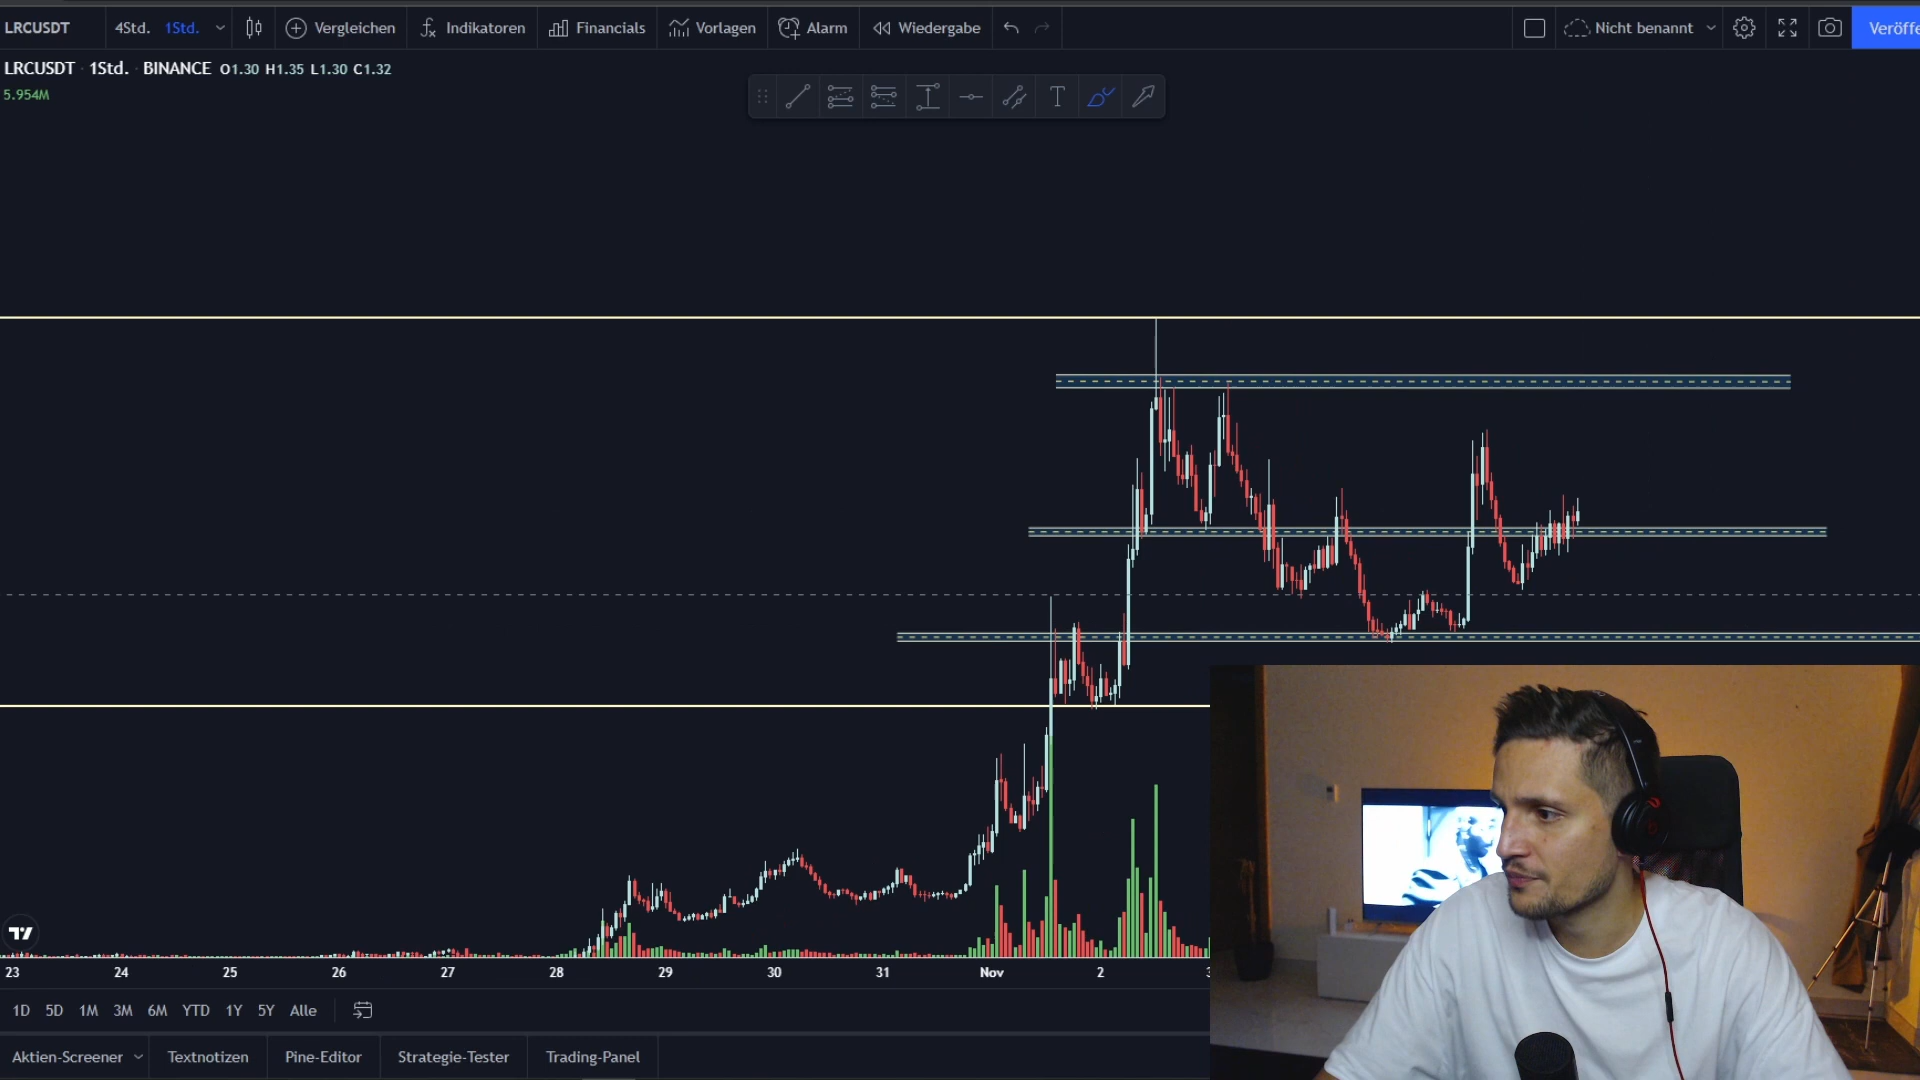 LRCUSDT 4Std. 1Std. Vergleichen Indikatoren Financials Vorlagen Alarm Wiedergabe Nicht benannt
LRCUSDT · 1Std. · BINANCE O1.30 H1.35 L1.30 C1.32
5.954M
23 24 25 26 27 28 29 30 31 Nov 2
1D 5D 1M 3M 6M YTD 1Y 5Y Alle
Aktien-Screener Textnotizen Pine-Editor Strategie-Tester Trading-Panel